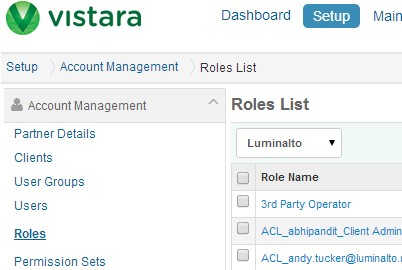 vistara
Dashboard Setup
Setup Account Management Roles List
Account Management
Partner Details
Clients
User Groups
Users
Roles
Permission Sets
Roles List
Luminalto
Role Name
3rd Party Operator
ACL_abhipandit_Client Admin
ACL_andy.tucker@luminalto.